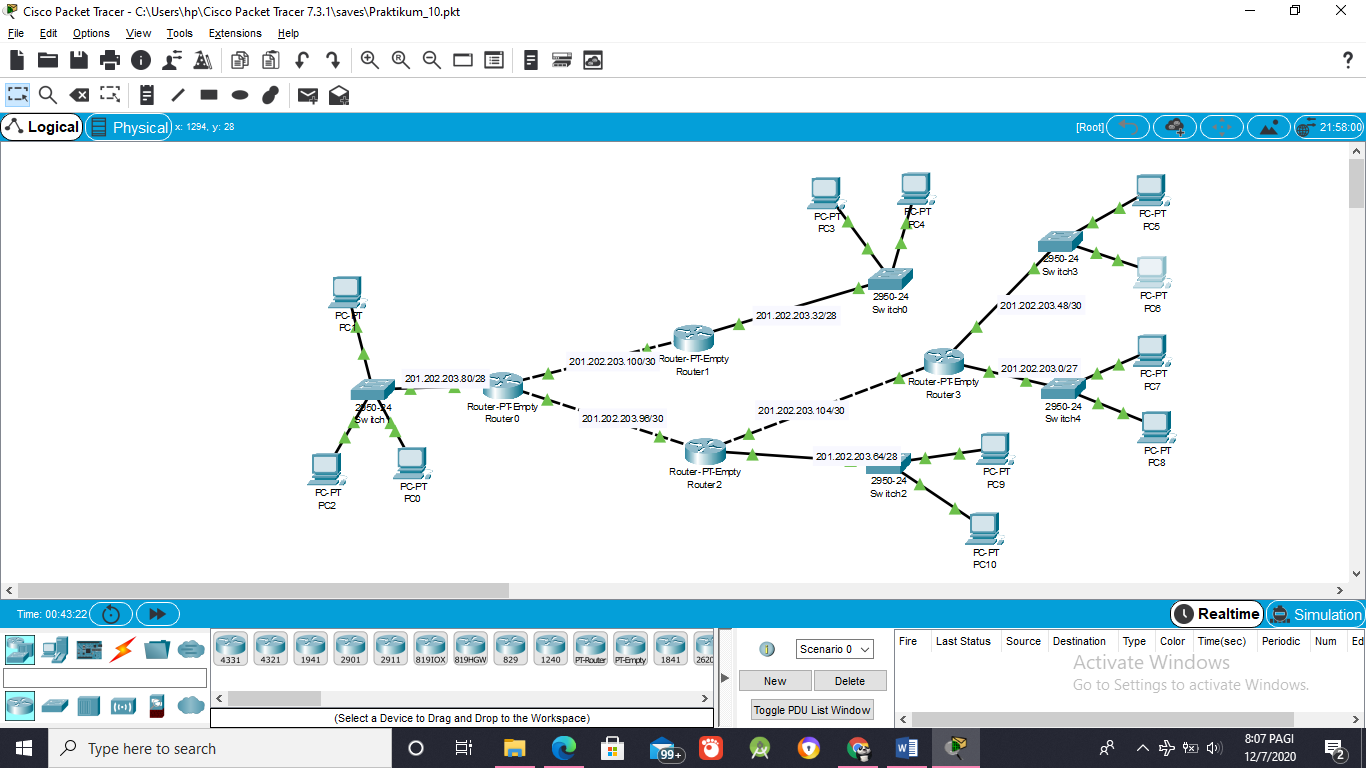 Cisco Packet Tracer - C:\Users\hp\Cisco Packet Tracer 7.3.1\saves\Praktikum_10.pkt
File Edit Options View Tools Extensions Help
Logical Physical x: 1294, y: 28 [Root] 21:58:00
PC-PT
PC3
PC-PT
PC4
PC-PT
PC5
2950-24
Switch3
PC-PT
PC6
2950-24
Switch0
201.202.203.48/30
201.202.203.32/28
PC-PT
PC1
Router-PT-Empty
Router1
201.202.203.100/30
201.202.203.80/28
2950-24
Switch1
Router-PT-Empty
Router0
Router-PT-Empty
Router3
201.202.203.0/27
PC-PT
PC7
2950-24
Switch4
201.202.203.104/30
201.202.203.96/30
PC-PT
PC8
Router-PT-Empty
Router2
201.202.203.64/28
2950-24
Switch2
PC-PT
PC9
PC-PT
PC2
PC-PT
PC0
PC-PT
PC10
Time: 00:43:22 Realtime Simulation
4331 4321 1941 2901 2911 819IOX 819HGW 829 1240 PT-Router PT-Empty 1841 2620
(Select a Device to Drag and Drop to the Workspace)
Scenario 0
New Delete
Toggle PDU List Window
Fire Last Status Source Destination Type Color Time(sec) Periodic Num Ed
Activate Windows
Go to Settings to activate Windows.
Type here to search
99+
8:07 PAGI
12/7/2020
2